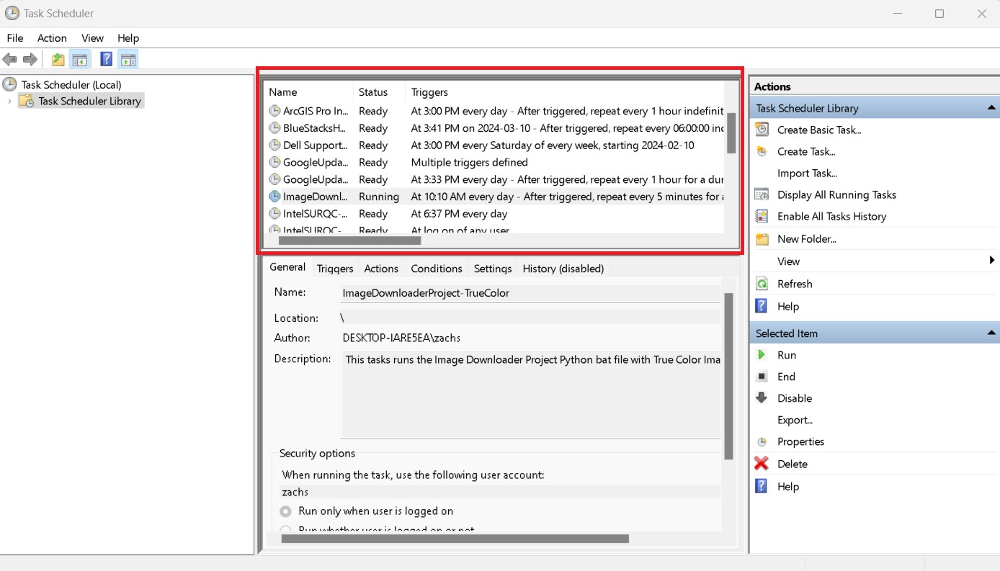 Task Scheduler
File Action View Help
Task Scheduler (Local)
Task Scheduler Library
Name Status Triggers
ArcGIS Pro In... Ready At 3:00 PM every day - After triggered, repeat every 1 hour indefinit
BlueStacksH... Ready At 3:41 PM on 2024-03-10 - After triggered, repeat every 06:00:00 inc
Dell Support... Ready At 3:00 PM every Saturday of every week, starting 2024-02-10
GoogleUpda... Ready Multiple triggers defined
GoogleUpda... Ready At 3:33 PM every day - After triggered, repeat every 1 hour for a dur
ImageDownl... Running At 10:10 AM every day - After triggered, repeat every 5 minutes for a
IntelSURQC-... Ready At 6:37 PM every day
IntelSURQC- Ready At log on of any user
General Triggers Actions Conditions Settings History (disabled)
Name: ImageDownloaderProject-TrueColor
Location: \
Author: DESKTOP-IARE5EA\zachs
Description: This tasks runs the Image Downloader Project Python bat file with True Color Ima
Security options
When running the task, use the following user account:
zachs
Run only when user is logged on
Run whether user is logged on or not
Actions
Task Scheduler Library
Create Basic Task...
Create Task...
Import Task...
Display All Running Tasks
Enable All Tasks History
New Folder...
View
Refresh
Help
Selected Item
Run
End
Disable
Export...
Properties
Delete
Help